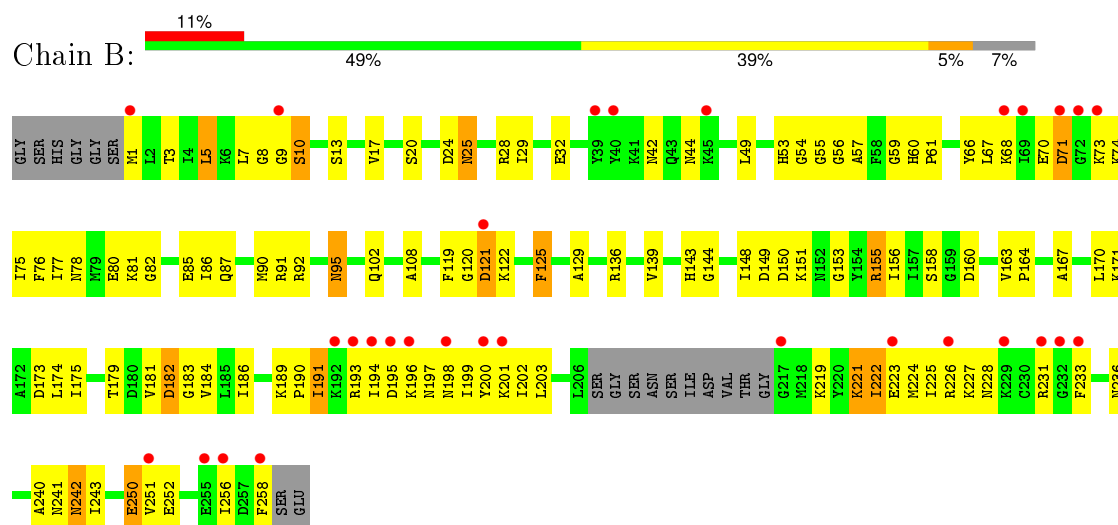 11%
Chain B:
49% 39% 5% 7%
GLY SER HIS GLY GLY SER M1 L2 T3 I4 L5 K6 L7 G8 G9 S10 S13 V17 S20 D24 N25 R28 I29 E32 Y39 Y40 K41 N42 Q43 N44 K45 L49 H53 G54 G55 G56 A57 F58 G59 H60 P61 Y66 L67 K68 I69 E70 D71 G72 K73 K74
I75 F76 I77 N78 M79 E80 K81 G82 E85 I86 Q87 M90 R91 R92 N95 Q102 A108 F119 G120 D121 K122 F125 A129 R136 V139 H143 G144 I148 D149 D150 K151 N152 G153 Y154 R155 I156 I157 S158 G159 D160 V163 P164 A167 L170 K171
A172 D173 L174 I175 T179 D180 V181 D182 G183 V184 L185 I186 K189 P190 I191 K192 R193 I194 D195 K196 N197 N198 I199 Y200 K201 I202 L203 L206 SER GLY SER ASN SER ILE ASP VAL THR GLY G217 M218 K219 Y220 K221 I222 E223 M224 I225 R226 K227 N228 K229 C230 R231 G232 F233 N236
A240 N241 N242 I243 E250 V251 E252 E255 I256 D257 F258 SER GLU